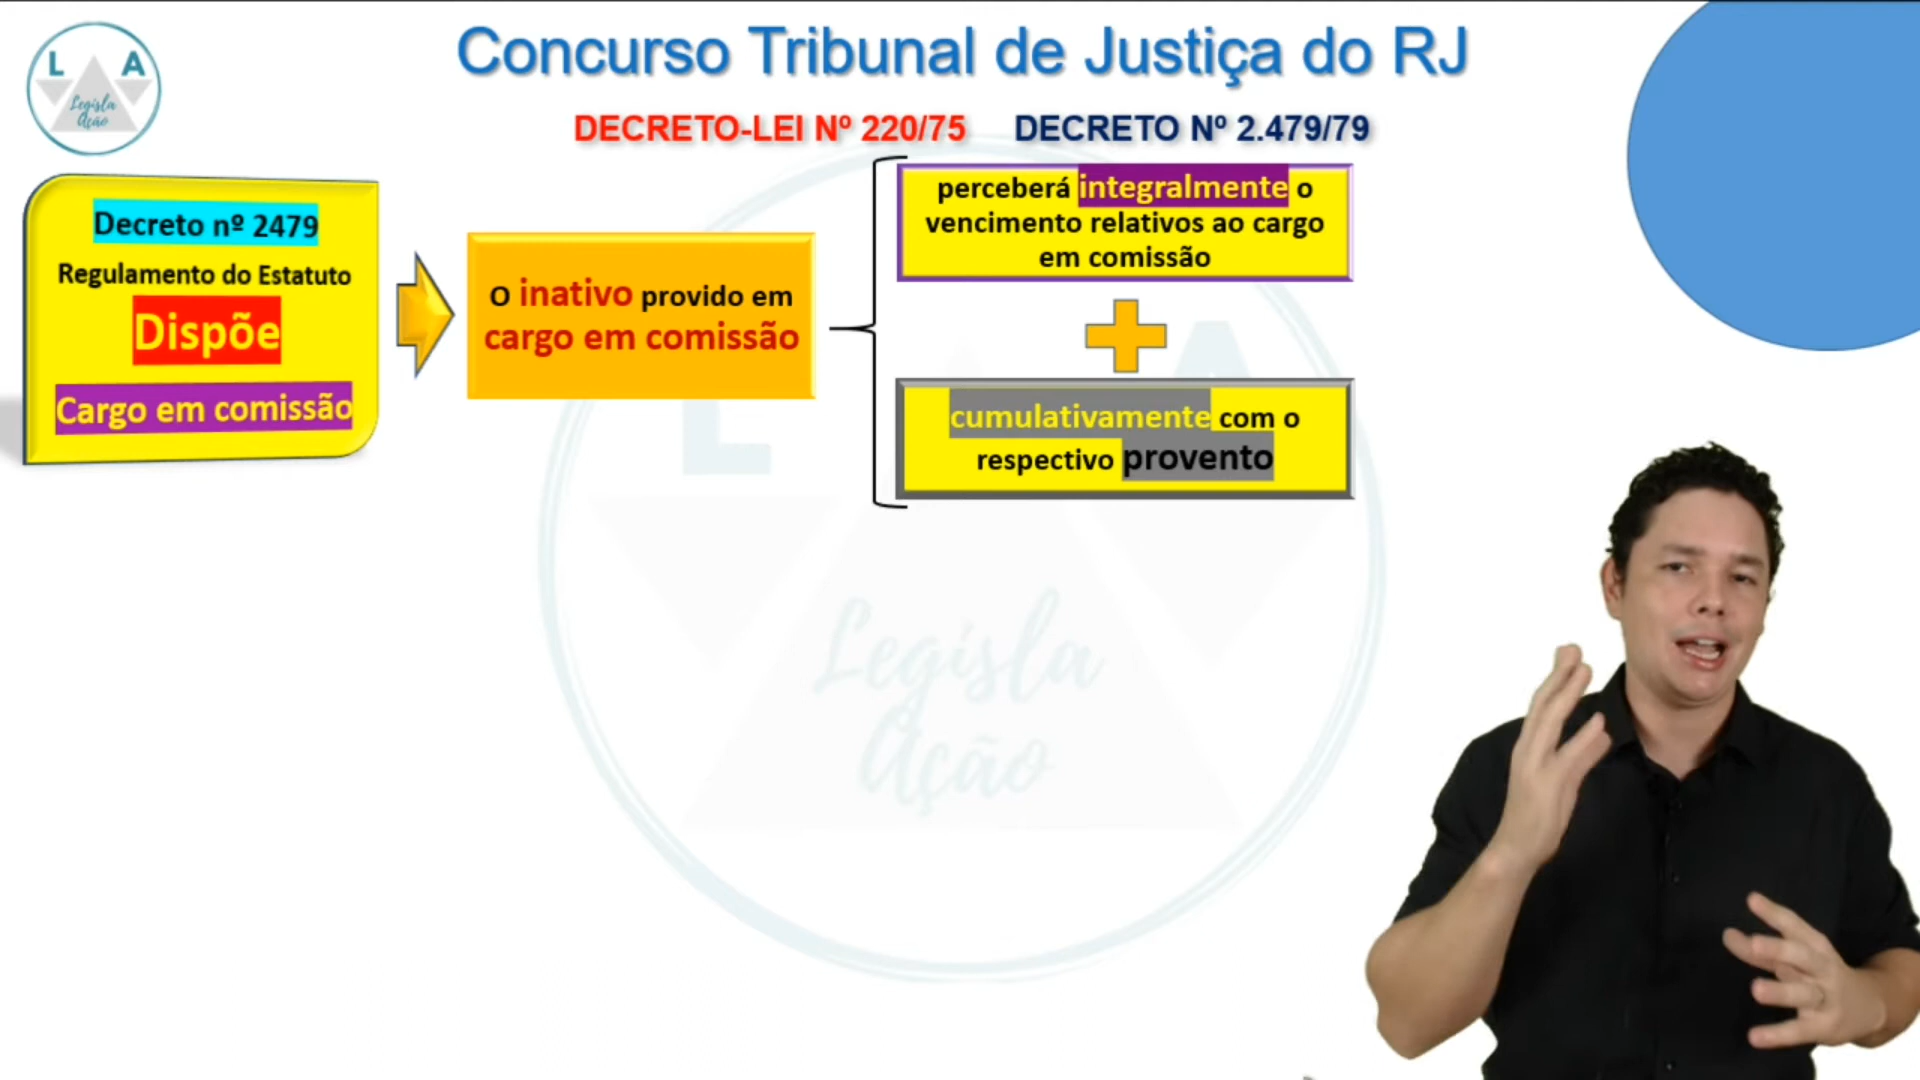 Concurso Tribunal de Justiça do RJ
L A
Legisla
Ação
DECRETO-LEI Nº 220/75 DECRETO Nº 2.479/79
Decreto nº 2479
Regulamento do Estatuto
Dispõe
Cargo em comissão
O inativo provido em
cargo em comissão
perceberá integralmente o
vencimento relativos ao cargo
em comissão
cumulativamente com o
respectivo provento
L A
Legisla
Ação